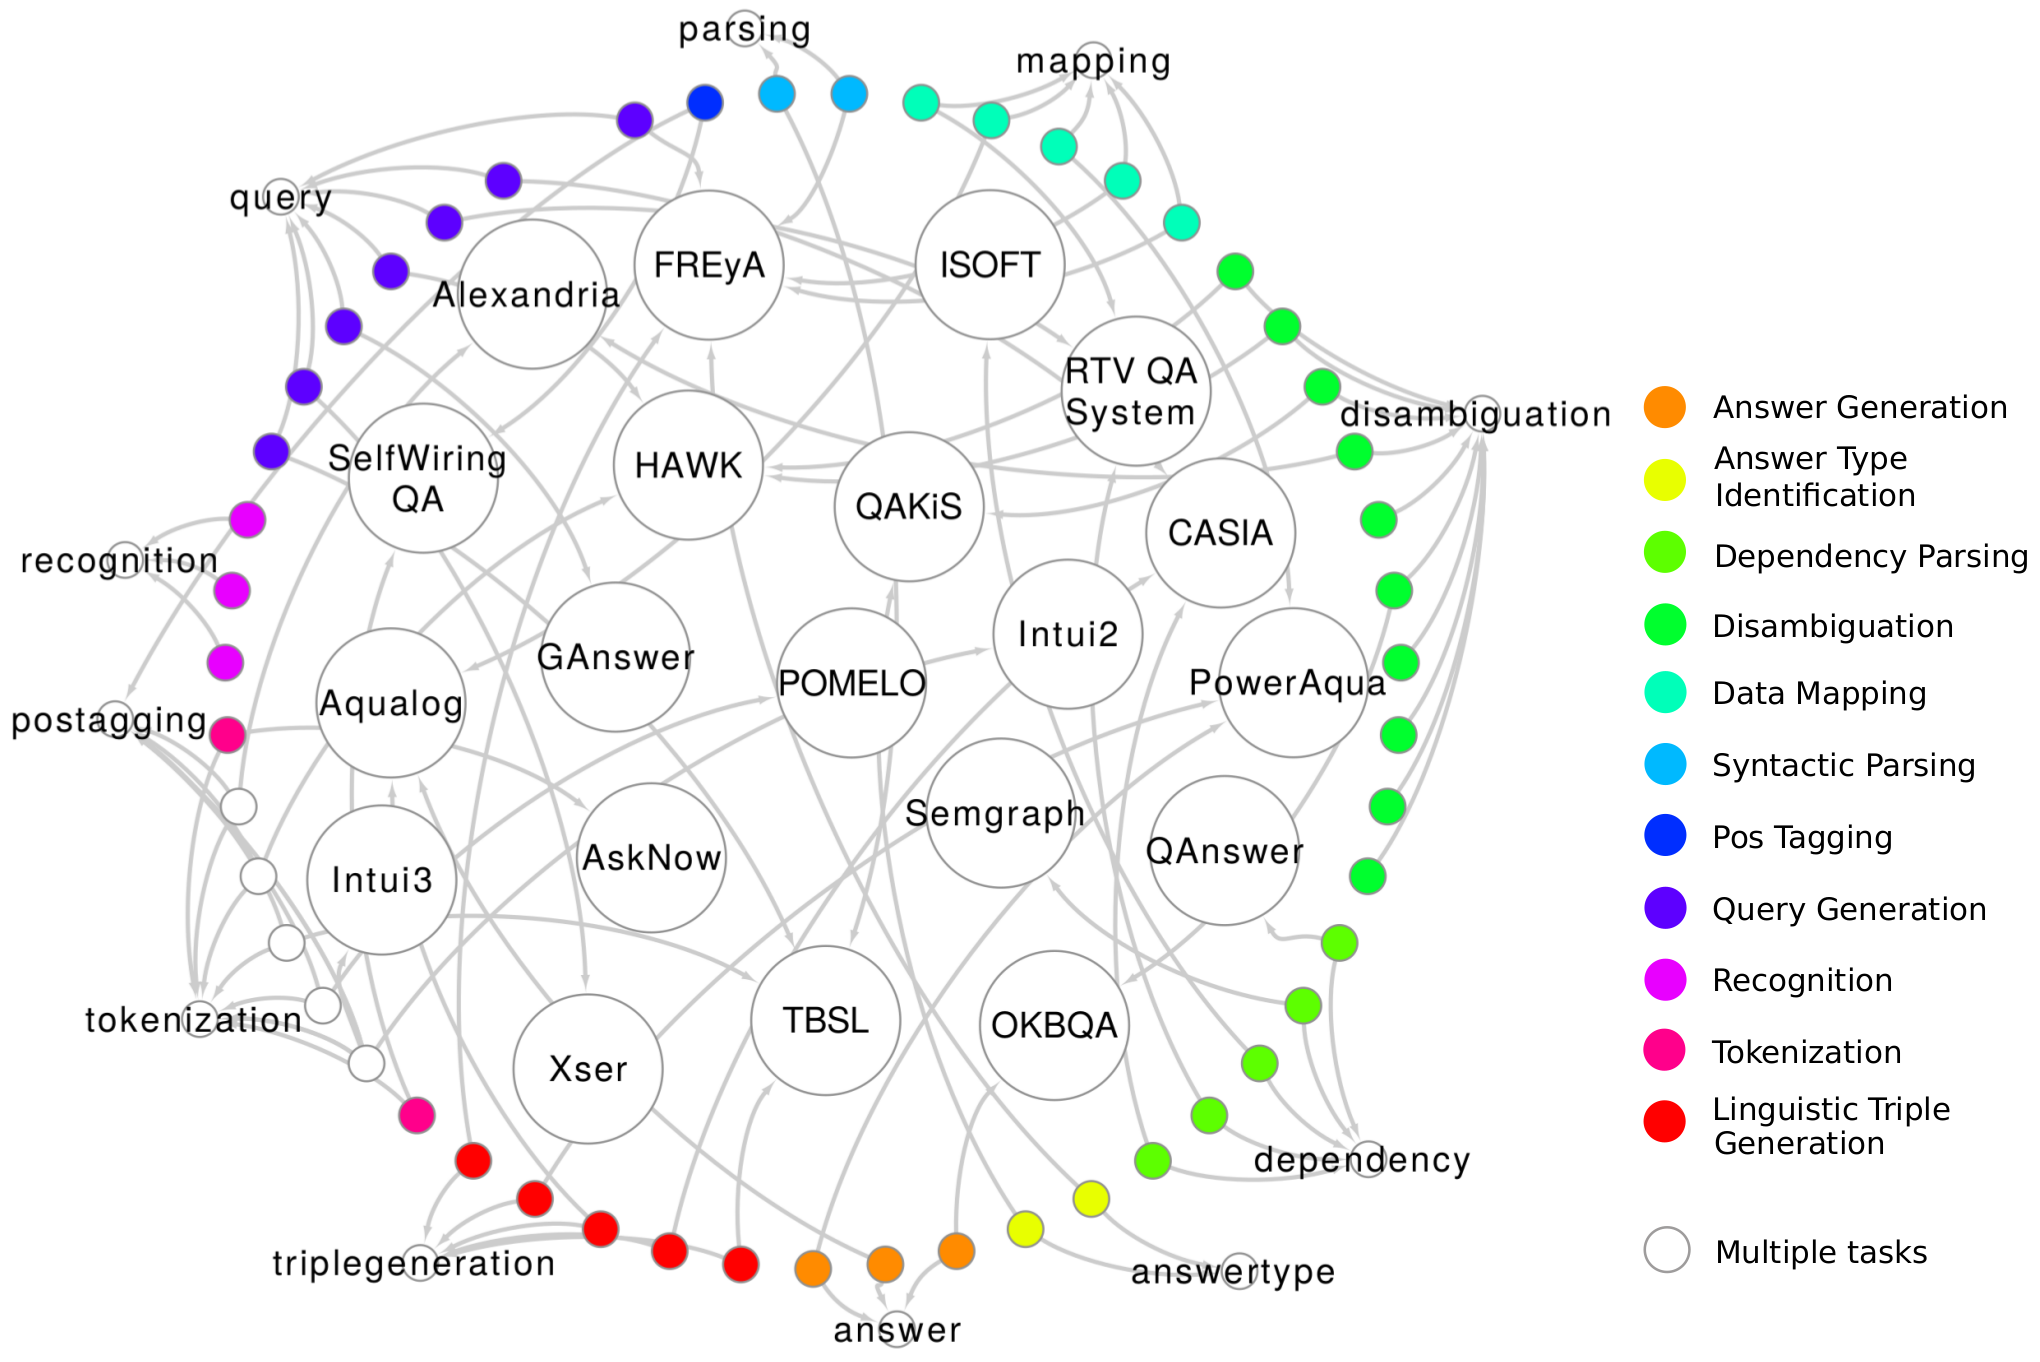 parsing
mapping
query
FREyA
ISOFT
Alexandria
RTV QA
System
disambiguation
SelfWiring
QA
HAWK
QAKiS
CASIA
recognition
GAnswer
Intui2
POMELO
PowerAqua
Aqualog
postagging
Semgraph
QAnswer
AskNow
Intui3
tokenization
Xser
TBSL
OKBQA
dependency
triplegeneration
answertype
answer
Answer Generation
Answer Type
Identification
Dependency Parsing
Disambiguation
Data Mapping
Syntactic Parsing
Pos Tagging
Query Generation
Recognition
Tokenization
Linguistic Triple
Generation
Multiple tasks